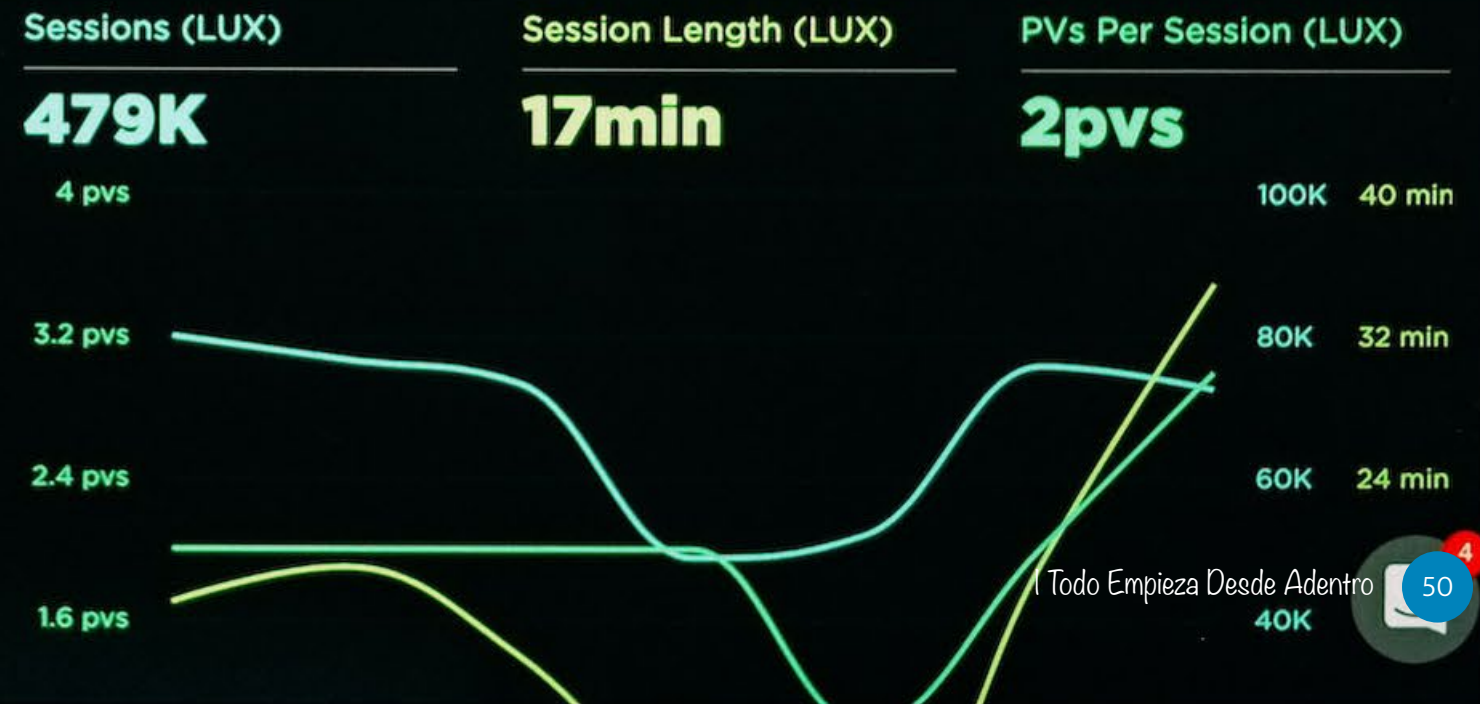 Sessions (LUX)
Session Length (LUX)
PVs Per Session (LUX)
479K
17min
2pvs
4 pvs
100K 40 min
3.2 pvs
80K 32 min
2.4 pvs
60K 24 min
4
| Todo Empieza Desde Adentro
50
1.6 pvs
40K